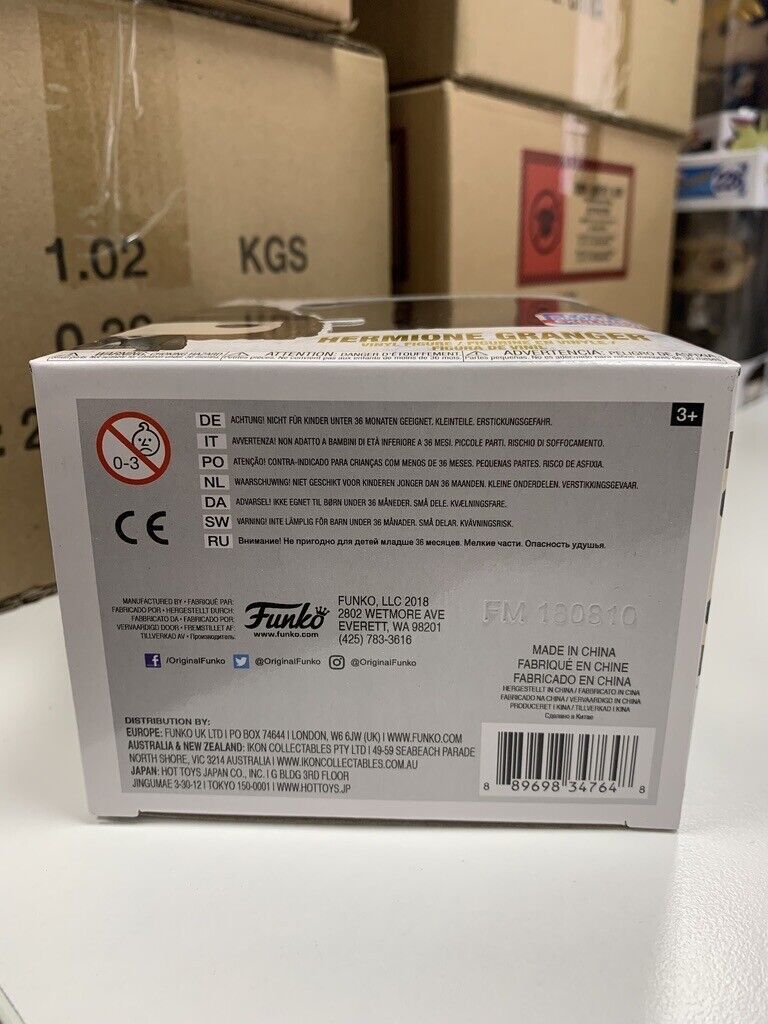 1.02 KGS
HERMIONE GRANGER
VINYL FIGURE /
ATTENTION: DANGER D'ÉTOUFFEMENT.
ADVERTENCIA: PELIGRO DE ASFIXIA
3+
0-3
DE ACHTUNG! NICHT FÜR KINDER UNTER 36 MONATEN GEEIGNET. KLEINTEILE. ERSTICKUNGSGEFAHR.
IT AVVERTENZA! NON ADATTO A BAMBINI DI ETÀ INFERIORE A 36 MESI. PICCOLE PARTI. RISCHIO DI SOFFOCAMENTO.
PO ATENÇÃO! CONTRA-INDICADO PARA CRIANÇAS COM MENOS DE 36 MESES. PEQUENAS PARTES. RISCO DE ASFIXIA.
NL WAARSCHUWING! NIET GESCHIKT VOOR KINDEREN JONGER DAN 36 MAANDEN. KLEINE ONDERDELEN. VERSTIKKINGSGEVAAR.
DA ADVARSEL! IKKE EGNET TIL BØRN UNDER 36 MÅNEDER. SMÅ DELE. KVÆLNINGSFARE.
SW VARNING! INTE LÄMPLIG FÖR BARN UNDER 36 MÅNADER. SMÅ DELAR. KVÄVNINGSRISK.
RU Внимание! Не пригодно для детей младше 36 месяцев. Мелкие части. Опасность удушья.
CE
MANUFACTURED BY • FABRIQUÉ PAR:
FABRICADO POR • HERGESTELLT DURCH:
FABBRICATO DA • FABRICADO POR:
VERVAARDIGD DOOR • FREMSTILLET AF:
TILLVERKAD AV • Производитель:
Funko
www.funko.com
FUNKO, LLC 2018
2802 WETMORE AVE
EVERETT, WA 98201
(425) 783-3616
FM 180810
/OriginalFunko @OriginalFunko @OriginalFunko
MADE IN CHINA
FABRIQUÉ EN CHINE
FABRICADO EN CHINA
HERGESTELLT IN CHINA / FABBRICATO IN CINA
FABRICADO NA CHINA / VERVAARDIGD IN CHINA
PRODUCERET I KINA / TILLVERKAD I KINA
Сделано в Китае
DISTRIBUTION BY:
EUROPE: FUNKO UK LTD I PO BOX 74644 I LONDON, W6 6JW (UK) I WWW.FUNKO.COM
AUSTRALIA & NEW ZEALAND: IKON COLLECTABLES PTY LTD I 49-59 SEABEACH PARADE
NORTH SHORE, VIC 3214 AUSTRALIA I WWW.IKONCOLLECTABLES.COM.AU
JAPAN: HOT TOYS JAPAN CO., INC. I G BLDG 3RD FLOOR
JINGUMAE 3-30-12 I TOKYO 150-0001 I WWW.HOTTOYS.JP
8 89698 34764 8